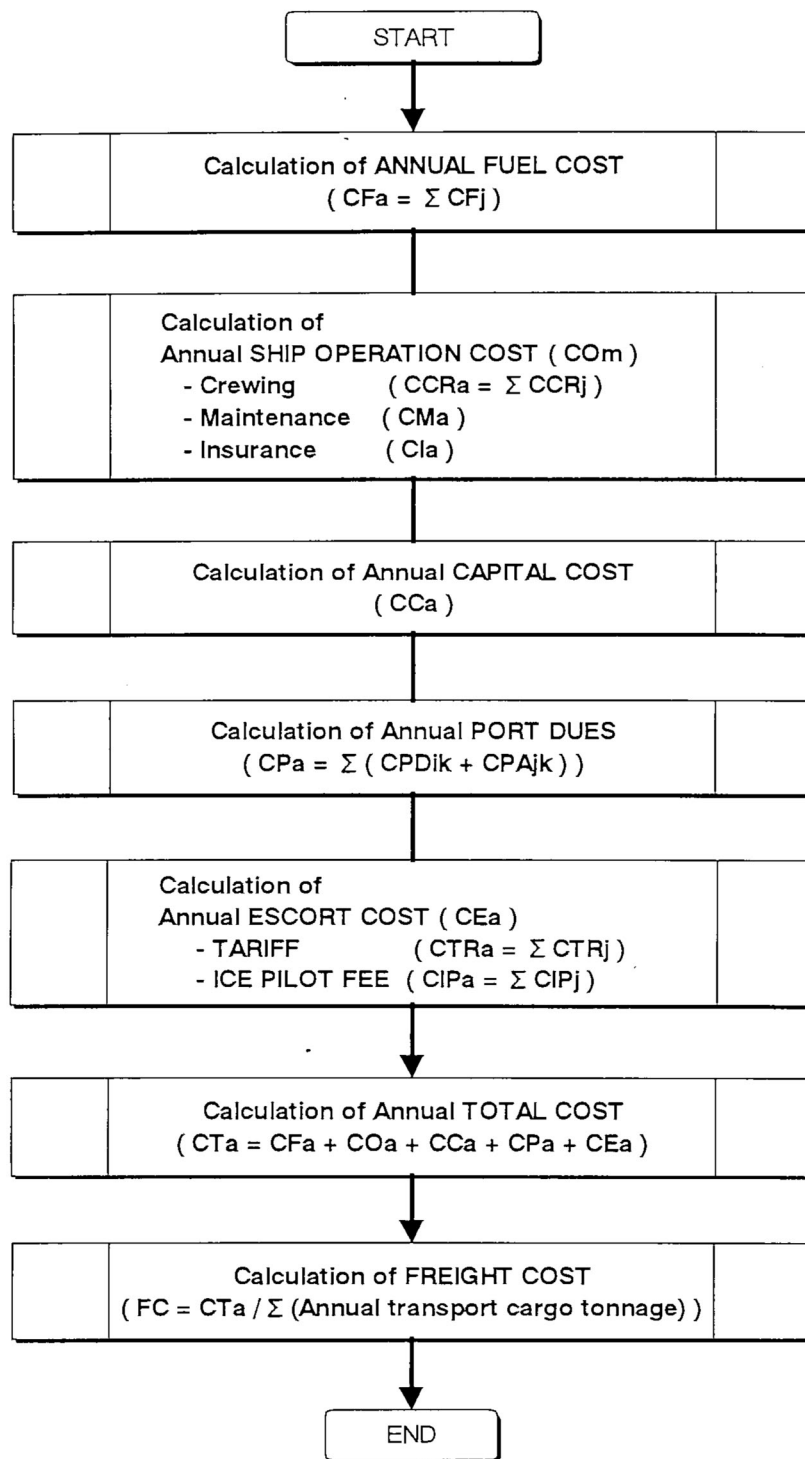 START
Calculation of ANNUAL FUEL COST
( CFa = Σ CFj )
Calculation of
Annual SHIP OPERATION COST ( COm )
- Crewing ( CCRa = Σ CCRj )
- Maintenance ( CMa )
- Insurance ( CIa )
Calculation of Annual CAPITAL COST
( CCa )
Calculation of Annual PORT DUES
( CPa = Σ ( CPDik + CPAjk ) )
Calculation of
Annual ESCORT COST ( CEa )
- TARIFF ( CTRa = Σ CTRj )
- ICE PILOT FEE ( CIPa = Σ CIPj )
Calculation of Annual TOTAL COST
( CTa = CFa + COa + CCa + CPa + CEa )
Calculation of FREIGHT COST
( FC = CTa / Σ (Annual transport cargo tonnage) )
END